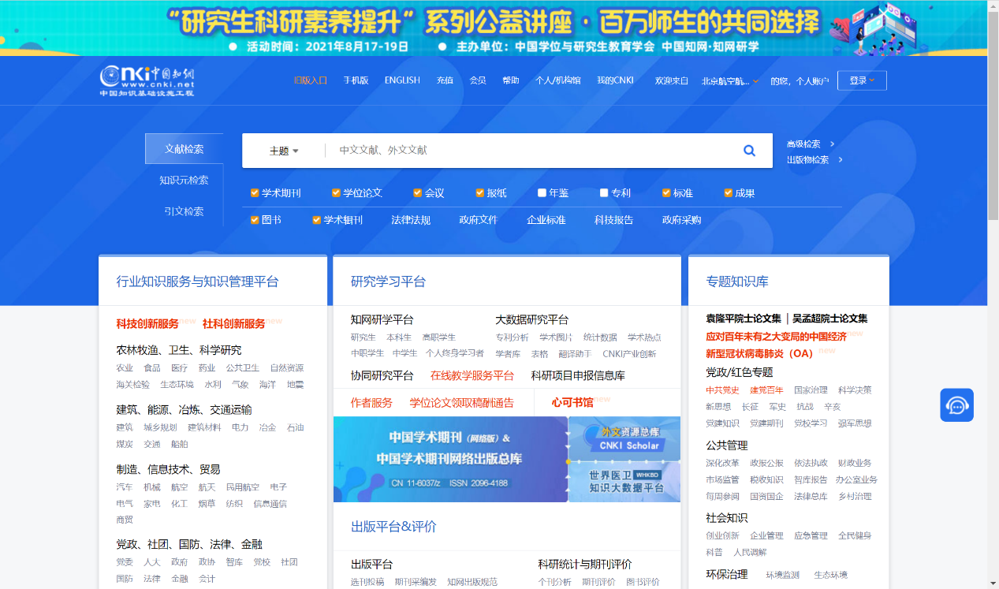 “研究生科研素养提升”系列公益讲座·百万师生的共同选择
● 活动时间：2021年8月17-19日 ● 主办单位：中国学位与研究生教育学会 中国知网·知网研学
cnki中国知网
www.cnki.net
中国知识基础设施工程
旧版入口 手机版 ENGLISH 充值 会员 帮助 个人/机构馆 我的CNKI 欢迎来自 北京航空航... 的您，个人账户 登录
文献检索
知识元检索
引文检索
主题 中文文献、外文文献
高级检索 >
出版物检索 >
学术期刊 学位论文 会议 报纸 年鉴 专利 标准 成果
图书 学术辑刊 法律法规 政府文件 企业标准 科技报告 政府采购
行业知识服务与知识管理平台
科技创新服务new 社科创新服务new
农林牧渔、卫生、科学研究
农业 食品 医疗 药业 公共卫生 自然资源
海关检验 生态环境 水利 气象 海洋 地震
建筑、能源、冶炼、交通运输
建筑 城乡规划 建筑材料 电力 冶金 石油
煤炭 交通 船舶
制造、信息技术、贸易
汽车 机械 航空 航天 民用航空 电子
电气 家电 化工 烟草 纺织 信息通信
商贸
党政、社团、国防、法律、金融
党委 人大 政府 政协 智库 党校 社团
国防 法律 金融 会计
研究学习平台
知网研学平台
研究生 本科生 高职学生
中职学生 中学生 个人终身学习者
大数据研究平台
专利分析 学术图片 统计数据 学术热点
学者库 表格 翻译助手 CNKI产业创新
协同研究平台 在线教学服务平台 科研项目申报信息库
作者服务 学位论文领取稿酬通告 心可书馆new
中国学术期刊（网络版）&
中国学术期刊网络出版总库
CN 11-6037/z ISSN 2096-4188
外文资源总库
CNKI Scholar
世界医卫 WHKBD
知识大数据平台
出版平台&评价
出版平台
选刊投稿 期刊采编发 知网出版规范
科研统计与期刊评价
个刊分析 期刊评价 图书评价
专题知识库
袁隆平院士论文集 | 吴孟超院士论文集
应对百年未有之大变局的中国经济new
新型冠状病毒肺炎（OA）new
党政/红色专题
中共党史 建党百年 国家治理 科学决策
新思想 长征 军史 抗战 辛亥
党建知识 党建期刊 党校学习 强军思想
公共管理
深化改革 政报公报 依法执政 财政业务
市场监管 税收知识 智库报告 办公室业务
每周参阅 国资国企 法律总库 乡村治理
社会知识
创业创新 企业管理 应急管理 全民健身
科普 人民调解
环保治理 环境监测 生态环境